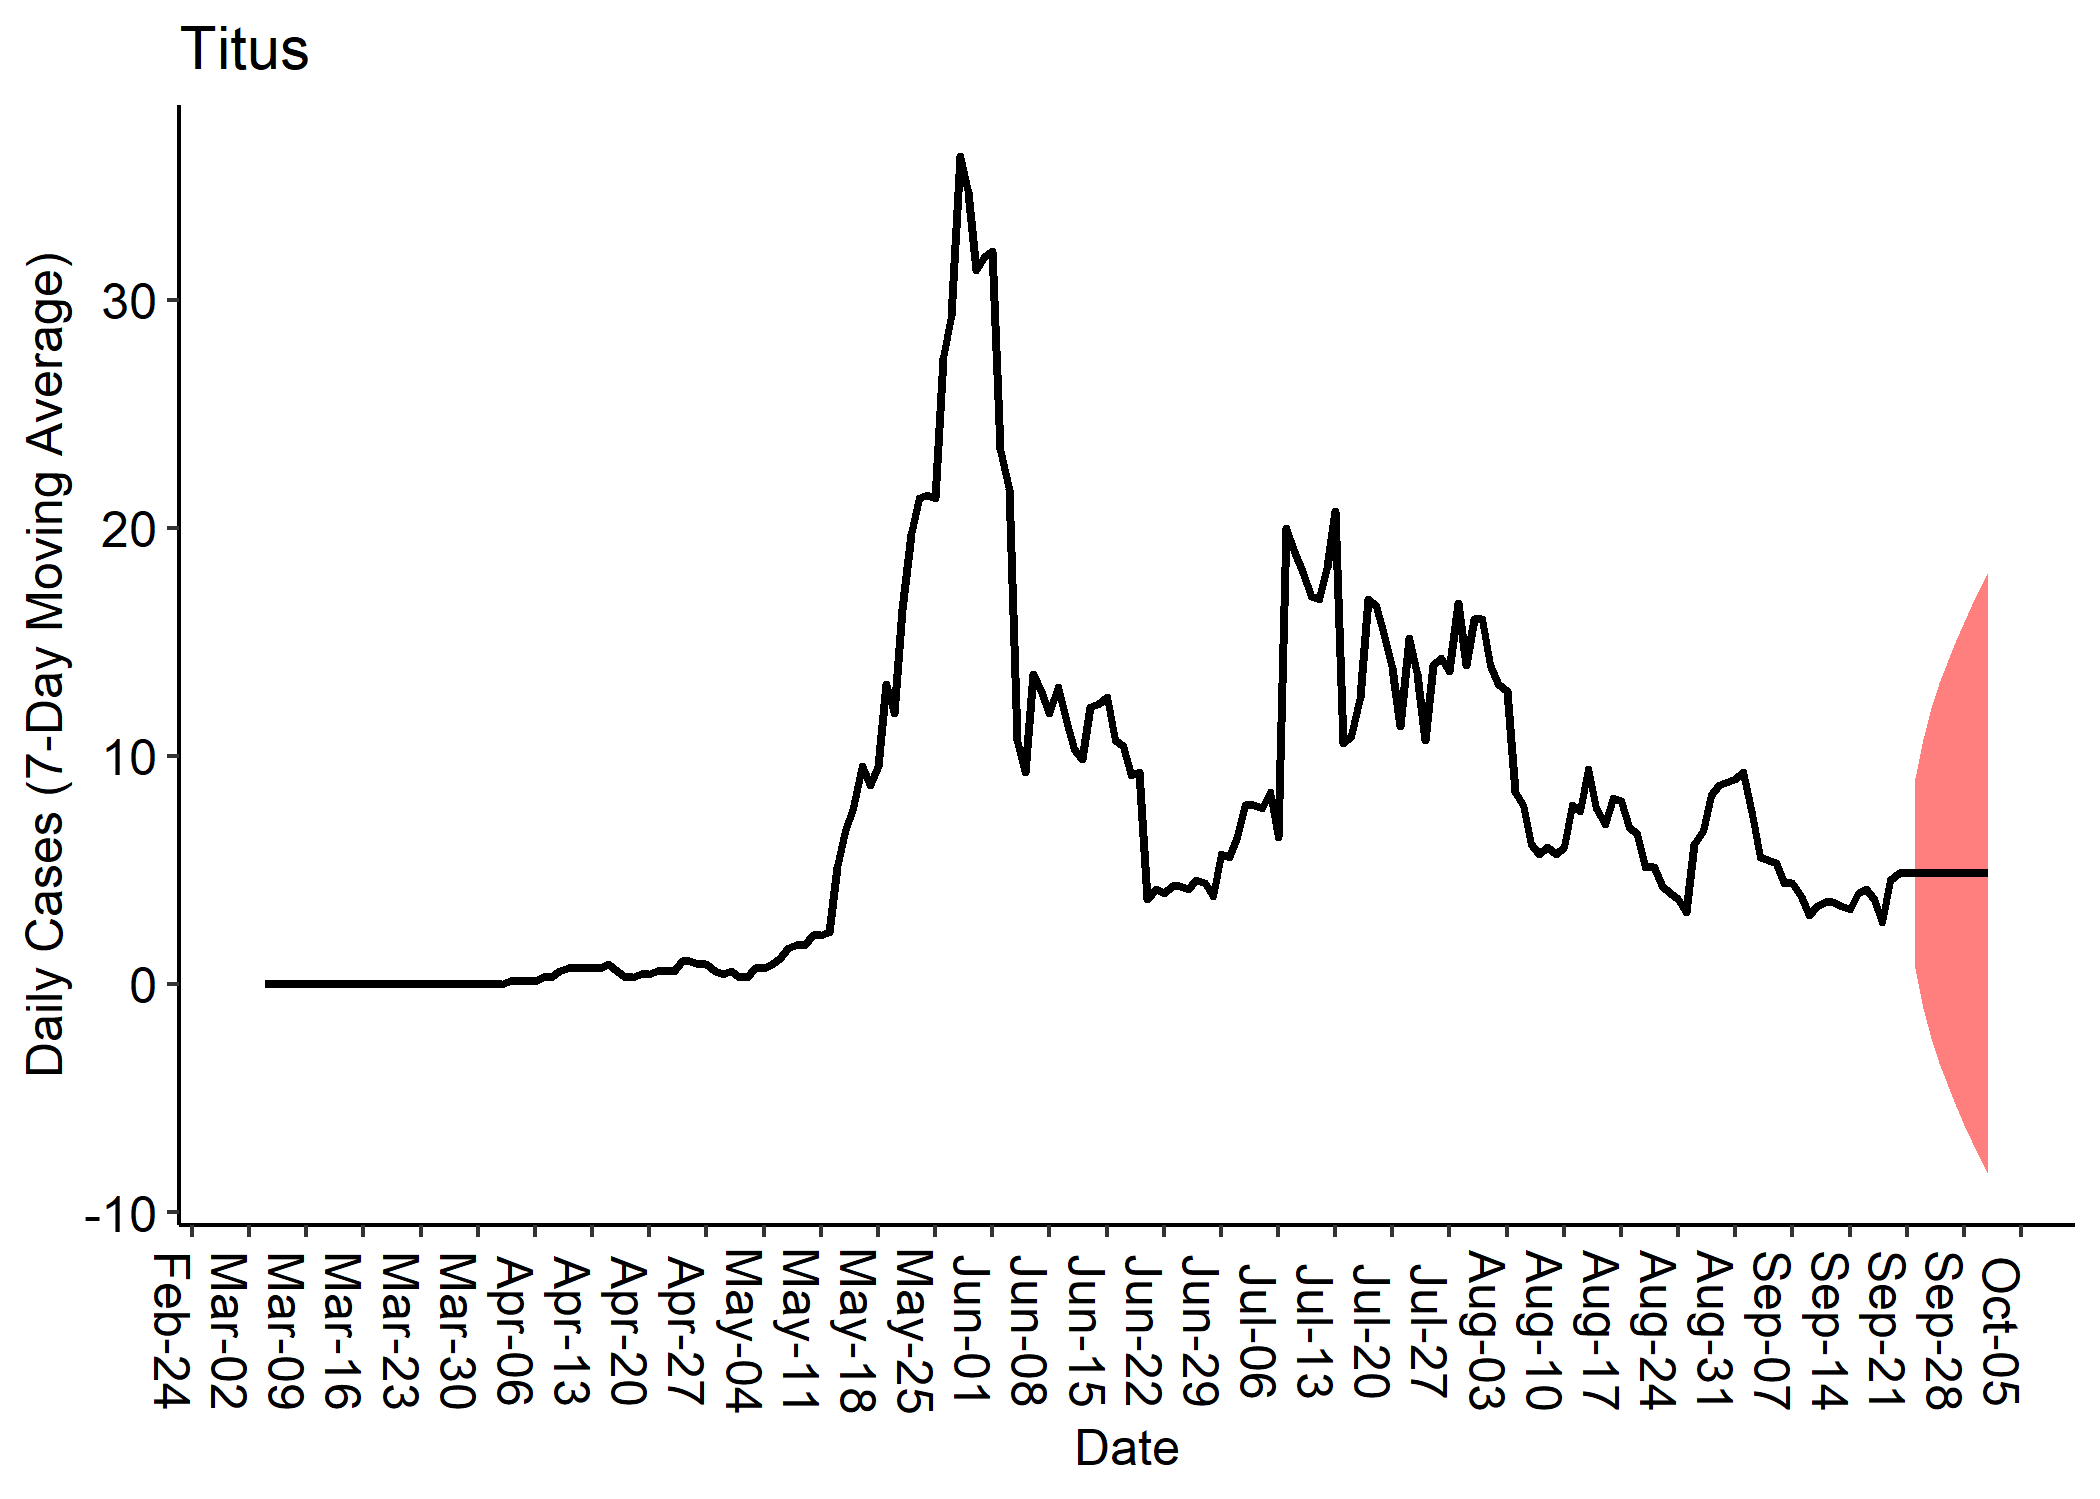 Titus
Daily Cases (7-Day Moving Average)
30
20
10
0
-10
Feb-24
Mar-02
Mar-09
Mar-16
Mar-23
Mar-30
Apr-06
Apr-13
Apr-20
Apr-27
May-04
May-11
May-18
May-25
Jun-01
Jun-08
Jun-15
Jun-22
Jun-29
Jul-06
Jul-13
Jul-20
Jul-27
Aug-03
Aug-10
Aug-17
Aug-24
Aug-31
Sep-07
Sep-14
Sep-21
Sep-28
Oct-05
Date